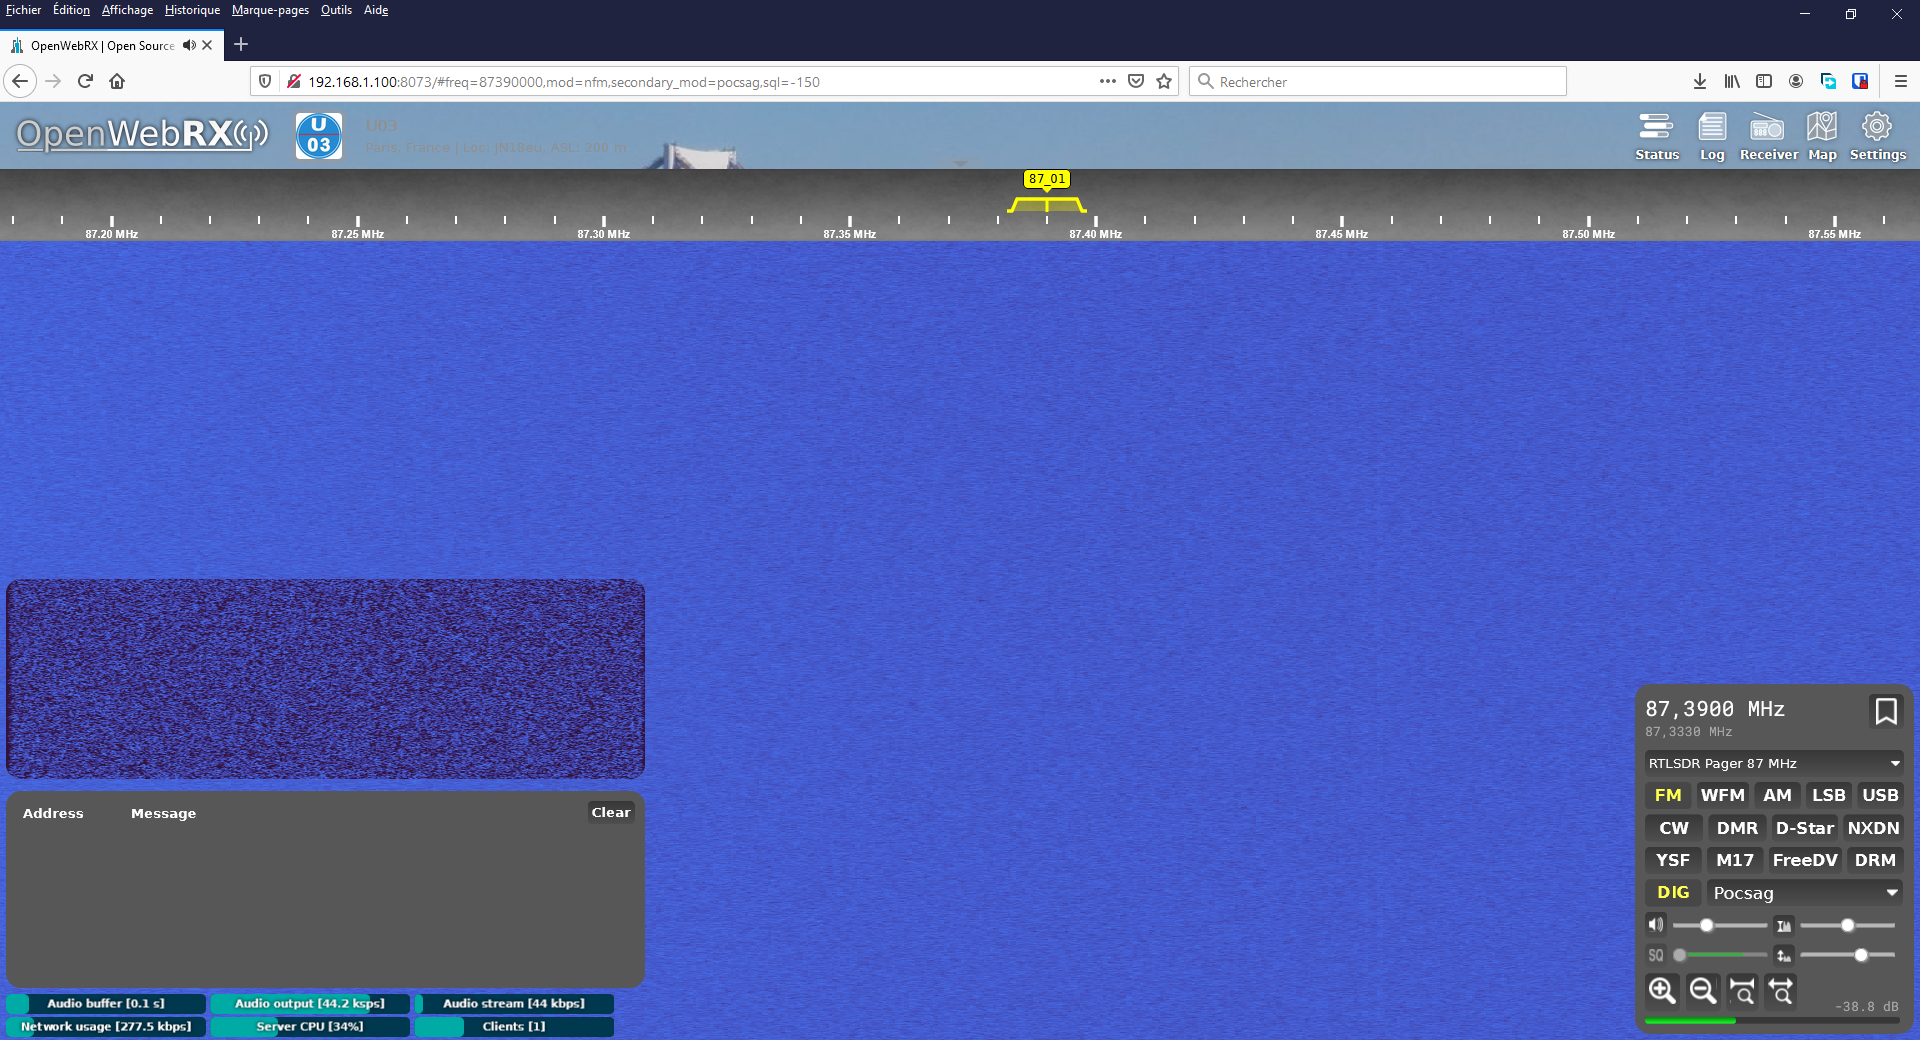 Fichier Édition Affichage Historique Marque-pages Outils Aide
OpenWebRX | Open Source
192.168.1.100:8073/#freq=87390000,mod=nfm,secondary_mod=pocsag,sql=-150
Rechercher
OpenWebRX
U
03
U03
Paris, France | Loc: JN18eu, ASL: 200 m
Status Log Receiver Map Settings
87_01
87.20 MHz 87.25 MHz 87.30 MHz 87.35 MHz 87.40 MHz 87.45 MHz 87.50 MHz 87.55 MHz
87,3900 MHz
87,3330 MHz
RTLSDR Pager 87 MHz
FM WFM AM LSB USB
CW DMR D-Star NXDN
YSF M17 FreeDV DRM
DIG Pocsag
SQ
-38.8 dB
Address Message Clear
Audio buffer [0.1 s] Audio output [44.2 ksps] Audio stream [44 kbps]
Network usage [277.5 kbps] Server CPU [34%] Clients [1]